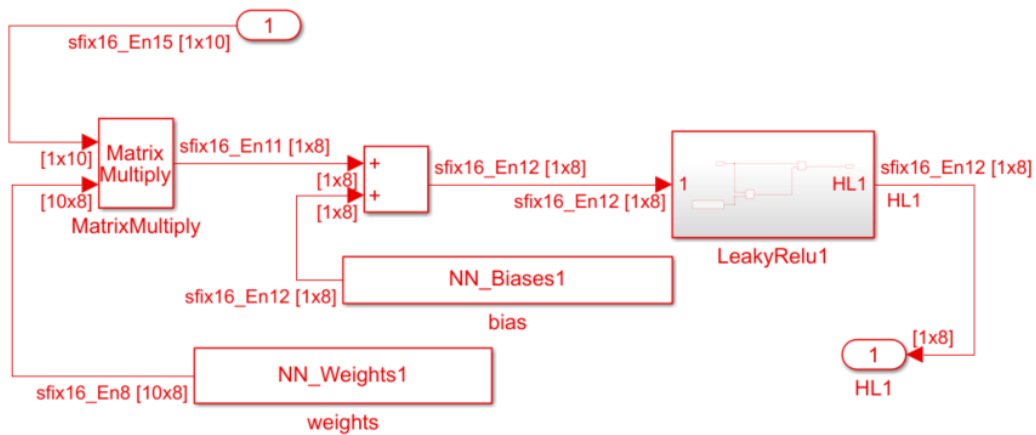 1
sfix16_En15 [1x10]
[1x10]
Matrix
Multiply
[10x8]
MatrixMultiply
sfix16_En11 [1x8]
[1x8]
+
+
[1x8]
sfix16_En12 [1x8]
sfix16_En12 [1x8]
1
HL1
LeakyRelu1
sfix16_En12 [1x8]
HL1
NN_Biases1
sfix16_En12 [1x8]
bias
NN_Weights1
sfix16_En8 [10x8]
weights
[1x8]
1
HL1